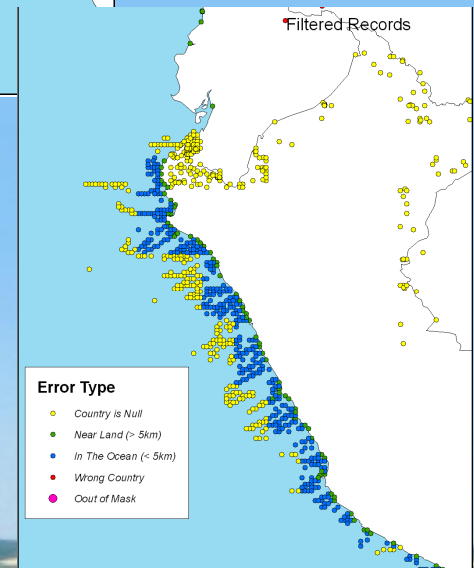 Filtered Records
Error Type
Country is Null
Near Land (> 5km)
In The Ocean (< 5km)
Wrong Country
Oout of Mask